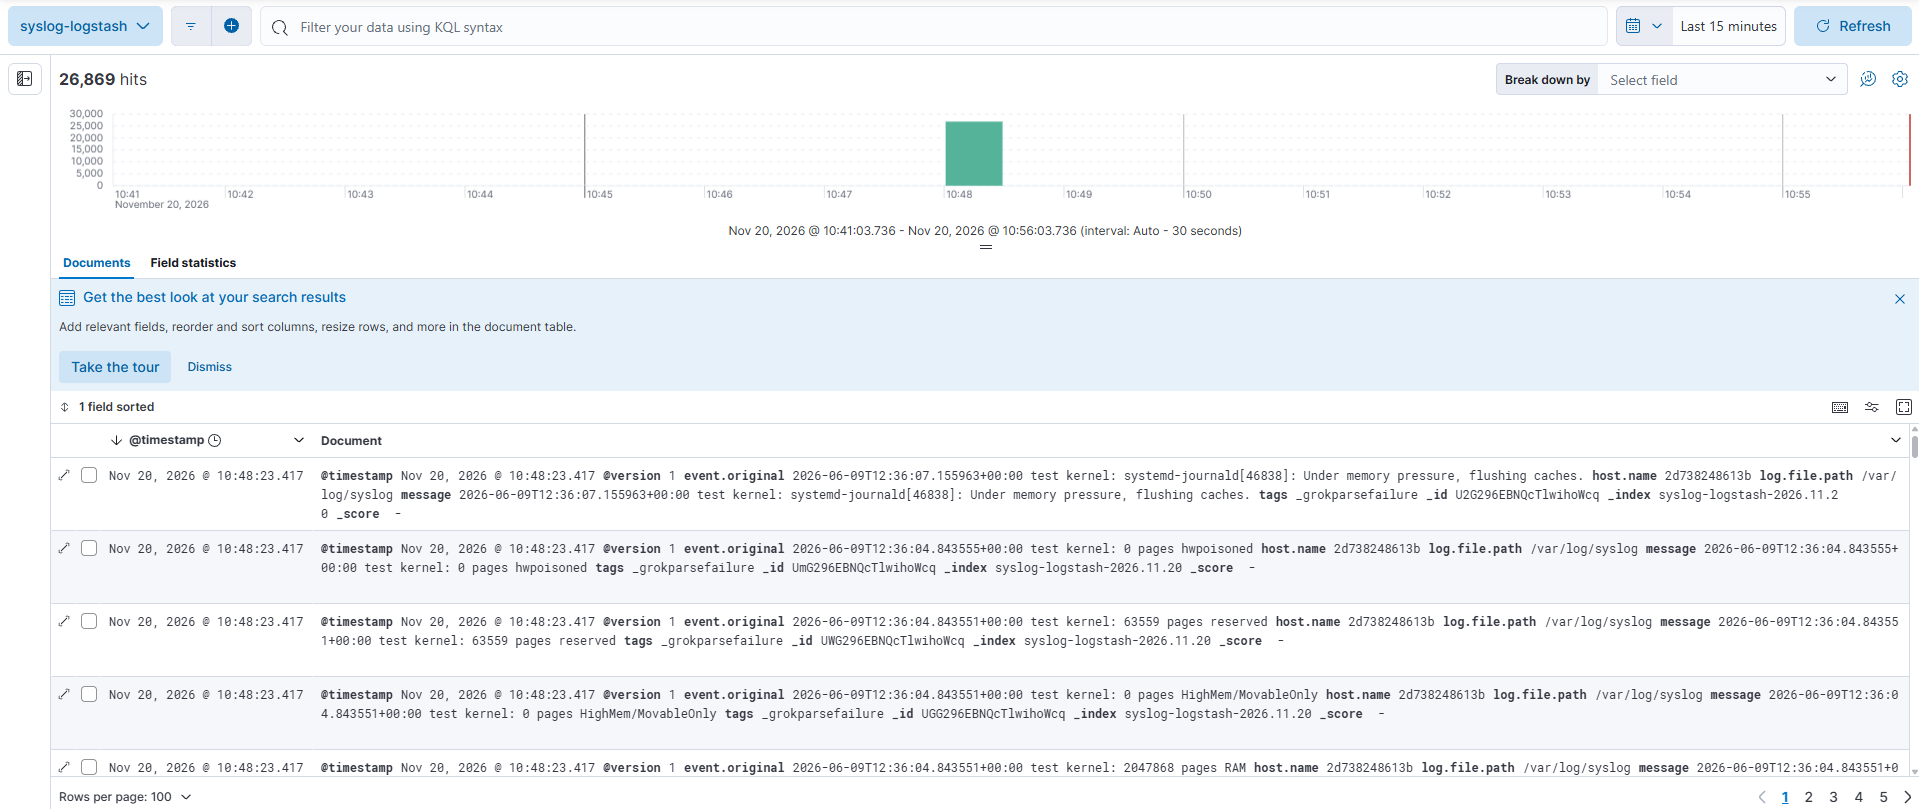 syslog-logstash
Filter your data using KQL syntax
Last 15 minutes
Refresh
26,869 hits
Break down by
Select field
30,000
25,000
20,000
15,000
10,000
5,000
0
10:41 10:42 10:43 10:44 10:45 10:46 10:47 10:48 10:49 10:50 10:51 10:52 10:53 10:54 10:55
November 20, 2026
Nov 20, 2026 @ 10:41:03.736 - Nov 20, 2026 @ 10:56:03.736 (interval: Auto - 30 seconds)
Documents Field statistics
Get the best look at your search results
Add relevant fields, reorder and sort columns, resize rows, and more in the document table.
Take the tour Dismiss
1 field sorted
@timestamp Document
Nov 20, 2026 @ 10:48:23.417 @timestamp Nov 20, 2026 @ 10:48:23.417 @version 1 event.original 2026-06-09T12:36:07.155963+00:00 test kernel: systemd-journald[46838]: Under memory pressure, flushing caches. host.name 2d738248613b log.file.path /var/
log/syslog message 2026-06-09T12:36:07.155963+00:00 test kernel: systemd-journald[46838]: Under memory pressure, flushing caches. tags _grokparsefailure _id U2G296EBNQcTlwihoWcq _index syslog-logstash-2026.11.2
0 _score -
Nov 20, 2026 @ 10:48:23.417 @timestamp Nov 20, 2026 @ 10:48:23.417 @version 1 event.original 2026-06-09T12:36:04.843555+00:00 test kernel: 0 pages hwpoisoned host.name 2d738248613b log.file.path /var/log/syslog message 2026-06-09T12:36:04.843555+
00:00 test kernel: 0 pages hwpoisoned tags _grokparsefailure _id UmG296EBNQcTlwihoWcq _index syslog-logstash-2026.11.20 _score -
Nov 20, 2026 @ 10:48:23.417 @timestamp Nov 20, 2026 @ 10:48:23.417 @version 1 event.original 2026-06-09T12:36:04.843551+00:00 test kernel: 63559 pages reserved host.name 2d738248613b log.file.path /var/log/syslog message 2026-06-09T12:36:04.84355
1+00:00 test kernel: 63559 pages reserved tags _grokparsefailure _id UWG296EBNQcTlwihoWcq _index syslog-logstash-2026.11.20 _score -
Nov 20, 2026 @ 10:48:23.417 @timestamp Nov 20, 2026 @ 10:48:23.417 @version 1 event.original 2026-06-09T12:36:04.843551+00:00 test kernel: 0 pages HighMem/MovableOnly host.name 2d738248613b log.file.path /var/log/syslog message 2026-06-09T12:36:0
4.843551+00:00 test kernel: 0 pages HighMem/MovableOnly tags _grokparsefailure _id UGG296EBNQcTlwihoWcq _index syslog-logstash-2026.11.20 _score -
Nov 20, 2026 @ 10:48:23.417 @timestamp Nov 20, 2026 @ 10:48:23.417 @version 1 event.original 2026-06-09T12:36:04.843551+00:00 test kernel: 2047868 pages RAM host.name 2d738248613b log.file.path /var/log/syslog message 2026-06-09T12:36:04.843551+0
Rows per page: 100
1 2 3 4 5